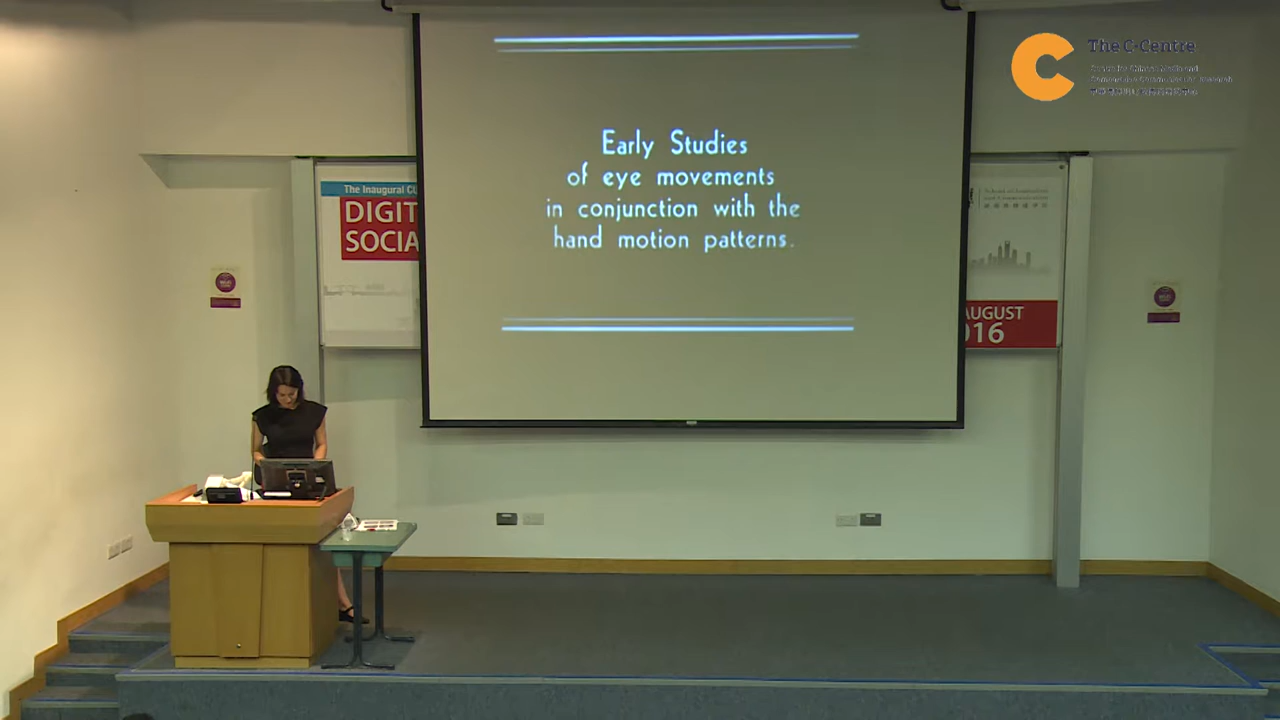 The C-Centre
Early Studies
of eye movements
in conjunction with the
hand motion patterns.
The Inaugural CU
DIGIT
SOCIA
AUGUST
016